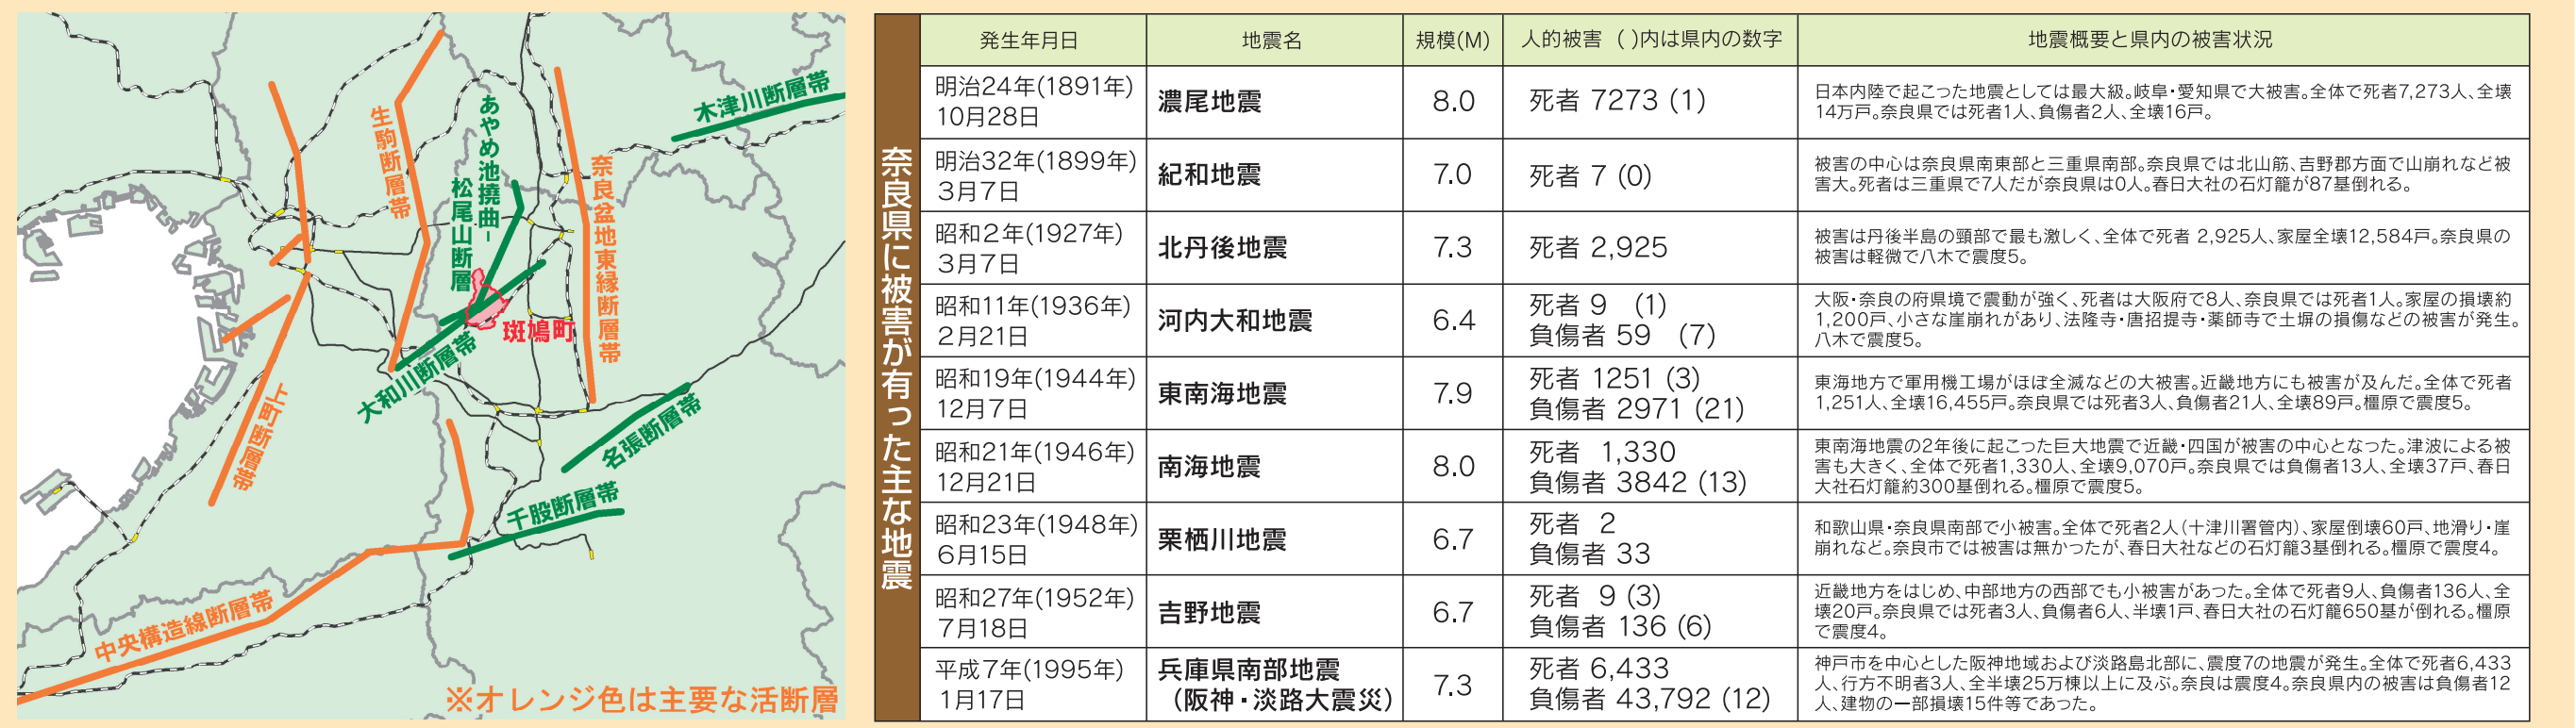 木津川断層帯
生駒断層帯
あやめ池撓曲-
松尾山断層
奈良盆地東縁断層帯
斑鳩町
大和川断層帯
上町断層帯
名張断層帯
千股断層帯
中央構造線断層帯
※オレンジ色は主要な活断層
奈良県に被害が有った主な地震
発生年月日 地震名 規模(M) 人的被害 ( )内は県内の数字 地震概要と県内の被害状況
明治24年(1891年)
10月28日
濃尾地震
8.0
死者 7273 (1)
日本内陸で起こった地震としては最大級。岐阜・愛知県で大被害。全体で死者7,273人、全壊
14万戸。奈良県では死者1人、負傷者2人、全壊16戸。
明治32年(1899年)
3月7日
紀和地震
7.0
死者 7 (0)
被害の中心は奈良県南東部と三重県南部。奈良県では北山筋、吉野郡方面で山崩れなど被
害大。死者は三重県で7人だが奈良県は0人。春日大社の石灯籠が87基倒れる。
昭和2年(1927年)
3月7日
北丹後地震
7.3
死者 2,925
被害は丹後半島の頸部で最も激しく、全体で死者 2,925人、家屋全壊12,584戸。奈良県の
被害は軽微で八木で震度5。
昭和11年(1936年)
2月21日
河内大和地震
6.4
死者 9 (1)
負傷者 59 (7)
大阪・奈良の府県境で震動が強く、死者は大阪府で8人、奈良県では死者1人。家屋の損壊約
1,200戸、小さな崖崩れがあり、法隆寺・唐招提寺・薬師寺で土塀の損傷などの被害が発生。
八木で震度5。
昭和19年(1944年)
12月7日
東南海地震
7.9
死者 1251 (3)
負傷者 2971 (21)
東海地方で軍用機工場がほぼ全滅などの大被害。近畿地方にも被害が及んだ。全体で死者
1,251人、全壊16,455戸。奈良県では死者3人、負傷者21人、全壊89戸。橿原で震度5。
昭和21年(1946年)
12月21日
南海地震
8.0
死者 1,330
負傷者 3842 (13)
東南海地震の2年後に起こった巨大地震で近畿・四国が被害の中心となった。津波による被
害も大きく、全体で死者1,330人、全壊9,070戸。奈良県では負傷者13人、全壊37戸、春日
大社石灯籠約300基倒れる。橿原で震度5。
昭和23年(1948年)
6月15日
栗栖川地震
6.7
死者 2
負傷者 33
和歌山県・奈良県南部で小被害。全体で死者2人(十津川署管内)、家屋倒壊60戸、地滑り・崖
崩れなど。奈良市では被害は無かったが、春日大社などの石灯籠3基倒れる。橿原で震度4。
昭和27年(1952年)
7月18日
吉野地震
6.7
死者 9 (3)
負傷者 136 (6)
近畿地方をはじめ、中部地方の西部でも小被害があった。全体で死者9人、負傷者136人、全
壊20戸。奈良県では死者3人、負傷者6人、半壊1戸、春日大社の石灯籠650基が倒れる。橿原
で震度4。
平成7年(1995年)
1月17日
兵庫県南部地震
(阪神・淡路大震災)
7.3
死者 6,433
負傷者 43,792 (12)
神戸市を中心とした阪神地域および淡路島北部に、震度7の地震が発生。全体で死者6,433
人、行方不明者3人、全半壊25万棟以上に及ぶ。奈良は震度4。奈良県内の被害は負傷者12
人、建物の一部損壊15件等であった。